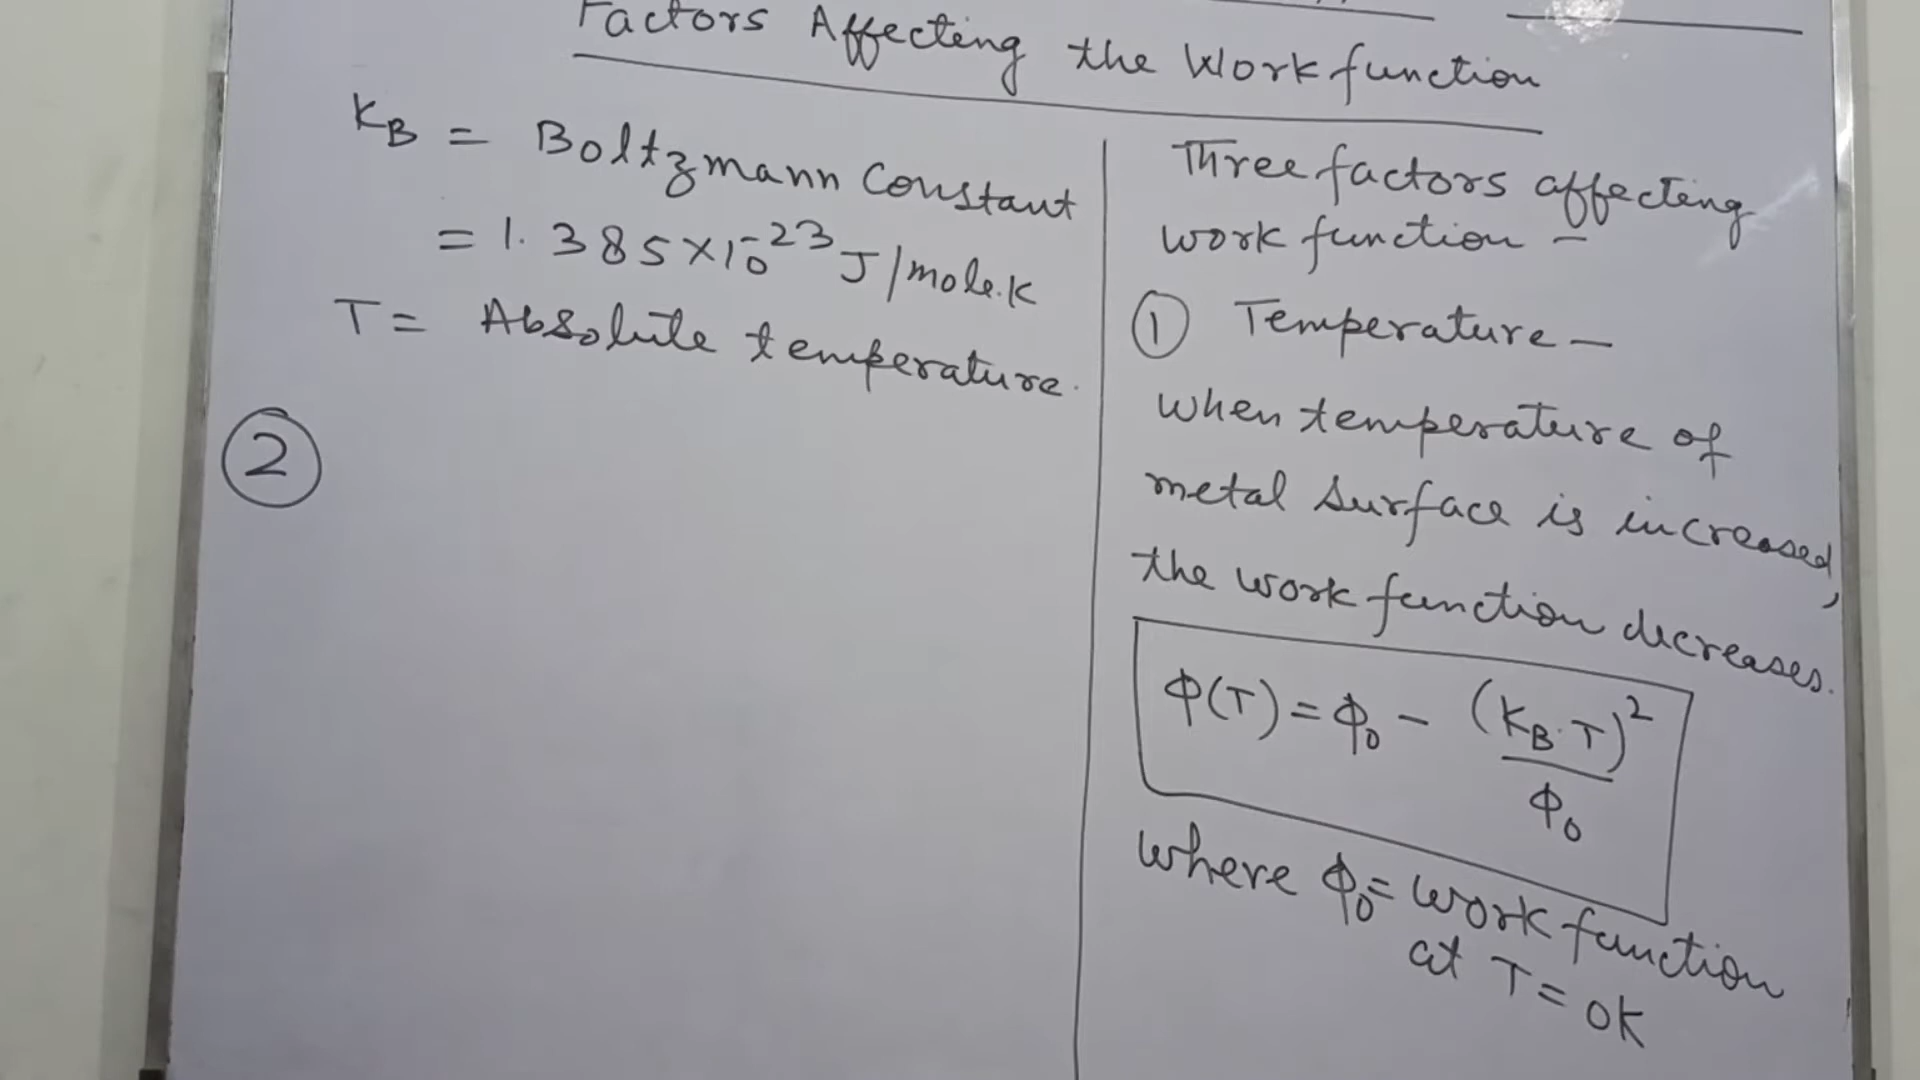 Factors Affecting the Work function
Three factors affecting
work function –
① Temperature –
when temperature of
metal surface is increased,
the work function decreases.
ϕ(T) = ϕ₀ – (K_B.T)²/ϕ₀
where ϕ₀ = work function
at T = 0K
K_B = Boltzmann Constant
= 1.385×10⁻²³ J/mole.K
T = Absolute temperature.
②